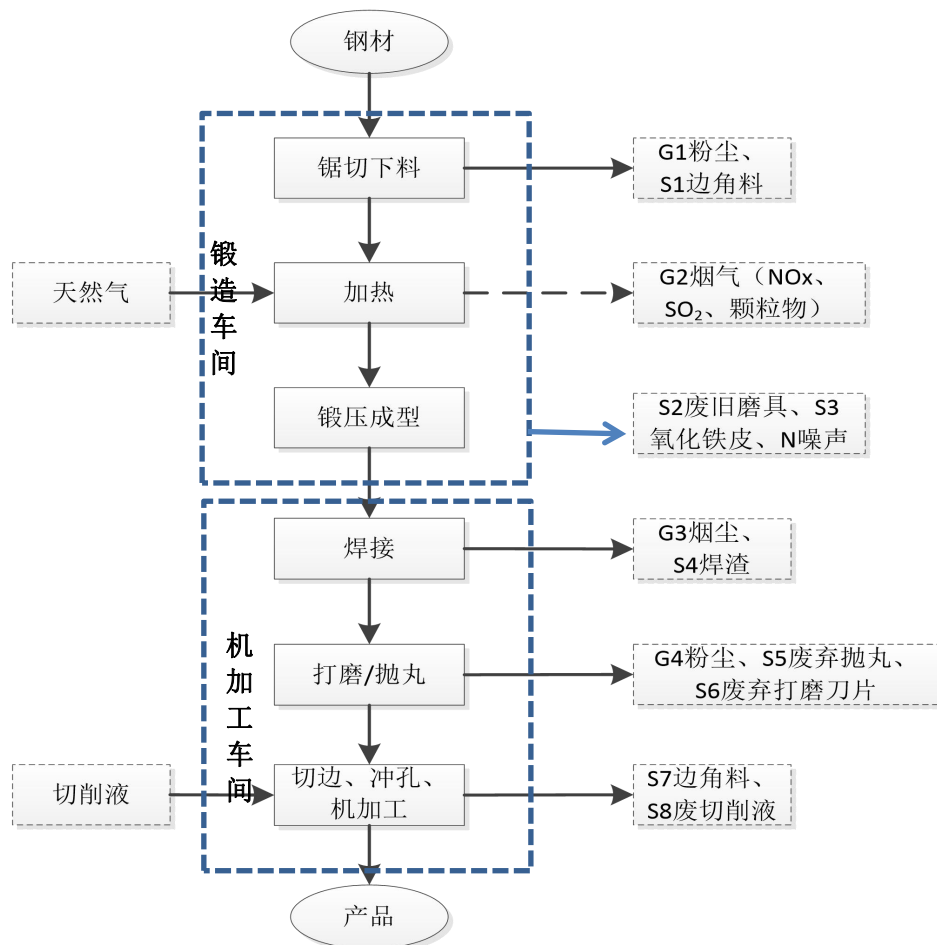 钢材
锯切下料
G1粉尘、
S1边角料
锻
造
车
间
天然气
加热
G2烟气（NOx、
SO₂、颗粒物）
锻压成型
S2废旧磨具、S3
氧化铁皮、N噪声
焊接
G3烟尘、
S4焊渣
机
加
工
车
间
打磨/抛丸
G4粉尘、S5废弃抛丸、
S6废弃打磨刀片
切削液
切边、冲孔、
机加工
S7边角料、
S8废切削液
产品